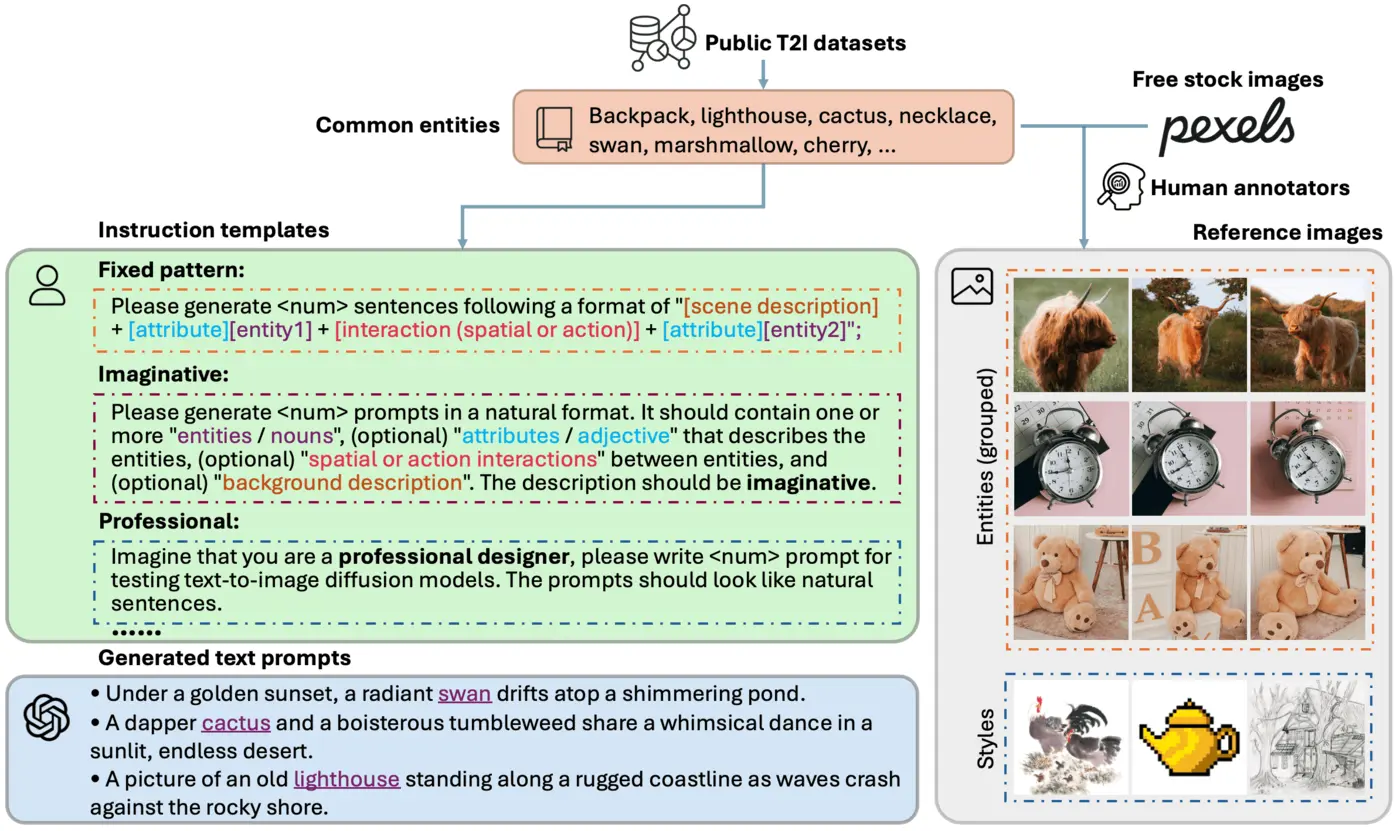 Public T2I datasets
Free stock images
pexels
Common entities
Backpack, lighthouse, cactus, necklace,
swan, marshmallow, cherry, ...
Human annotators
Instruction templates
Reference images
Fixed pattern:
Please generate <num> sentences following a format of "[scene description]
+ [attribute][entity1] + [interaction (spatial or action)] + [attribute][entity2]";
Imaginative:
Please generate <num> prompts in a natural format. It should contain one or
more "entities / nouns", (optional) "attributes / adjective" that describes the
entities, (optional) "spatial or action interactions" between entities, and
(optional) "background description". The description should be imaginative.
Professional:
Imagine that you are a professional designer, please write <num> prompt for
testing text-to-image diffusion models. The prompts should look like natural
sentences.
......
Generated text prompts
• Under a golden sunset, a radiant swan drifts atop a shimmering pond.
• A dapper cactus and a boisterous tumbleweed share a whimsical dance in a
sunlit, endless desert.
• A picture of an old lighthouse standing along a rugged coastline as waves crash
against the rocky shore.
Entities (grouped)
B
A
Styles